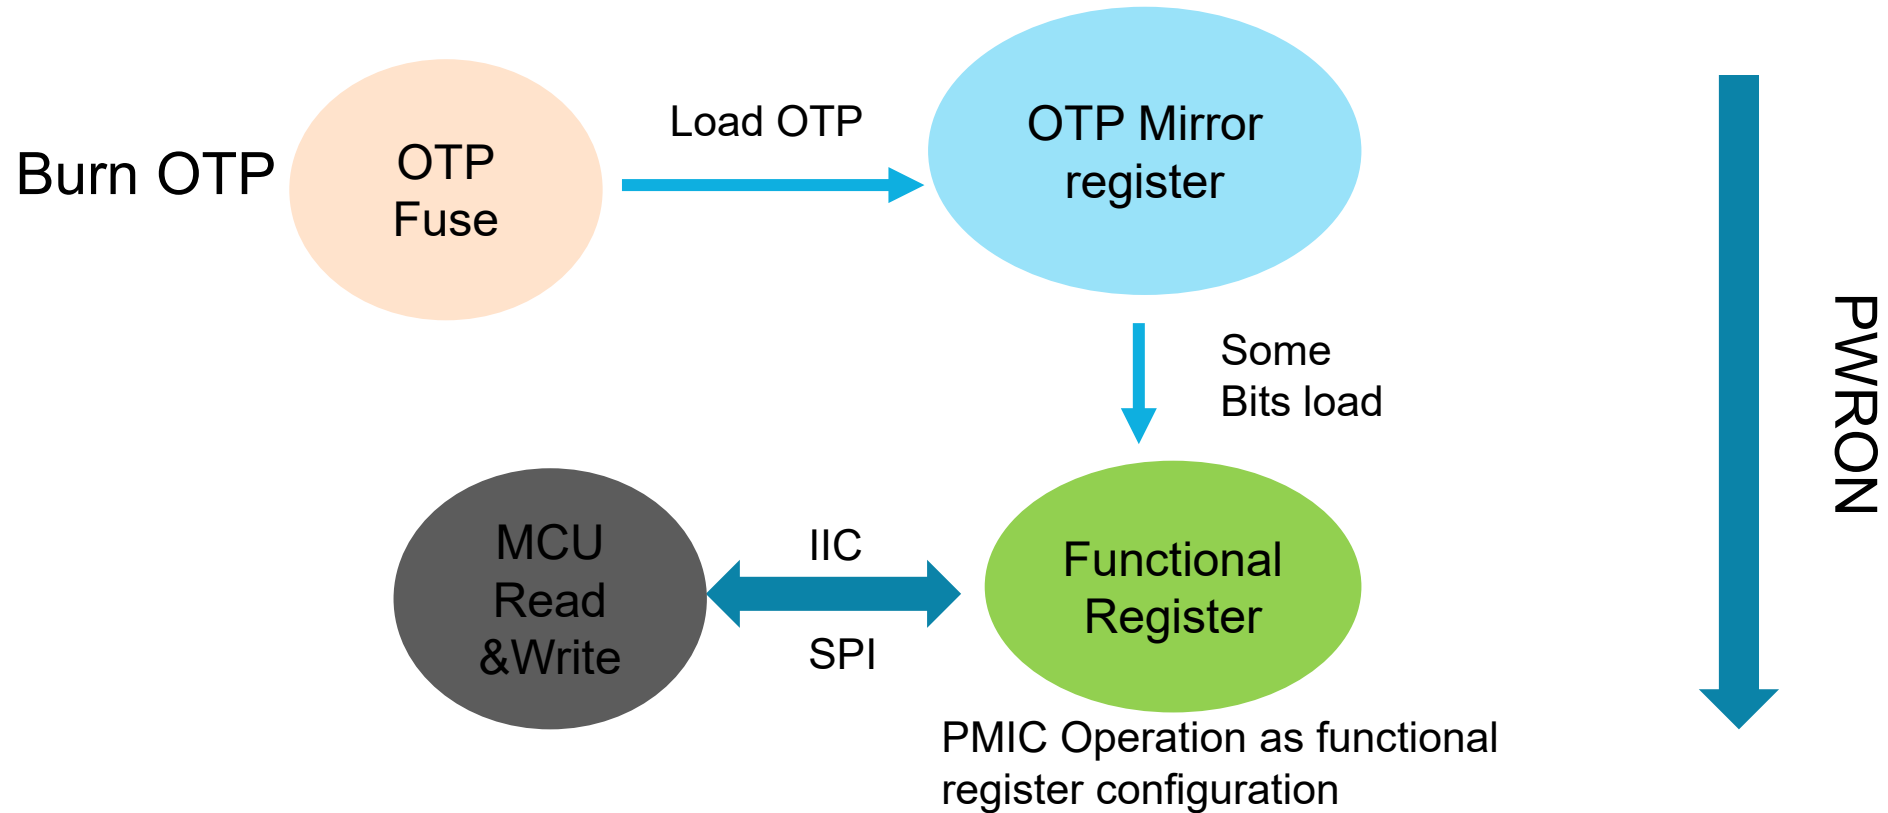 Burn OTP
OTP
Fuse
Load OTP
OTP Mirror
register
Some
Bits load
PWRON
MCU
Read
&Write
IIC
SPI
Functional
Register
PMIC Operation as functional
register configuration